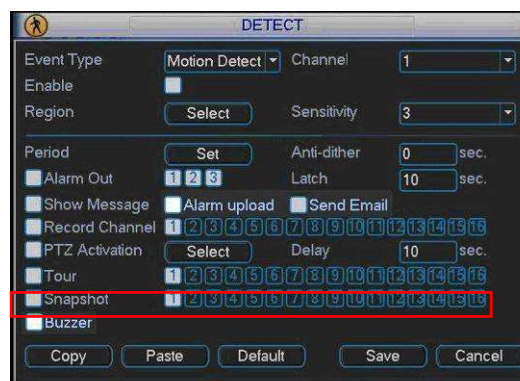 DETECT
Event Type Motion Detect Channel 1
Enable
Region Select Sensitivity 3
Period Set Anti-dither 0 sec.
Alarm Out 1 2 3 Latch 10 sec.
Show Message Alarm upload Send Email
Record Channel 1 2 3 4 5 6 7 8 9 10 11 12 13 14 15 16
PTZ Activation Select Delay 10 sec.
Tour 1 2 3 4 5 6 7 8 9 10 11 12 13 14 15 16
Snapshot 1 2 3 4 5 6 7 8 9 10 11 12 13 14 15 16
Buzzer
Copy Paste Default Save Cancel